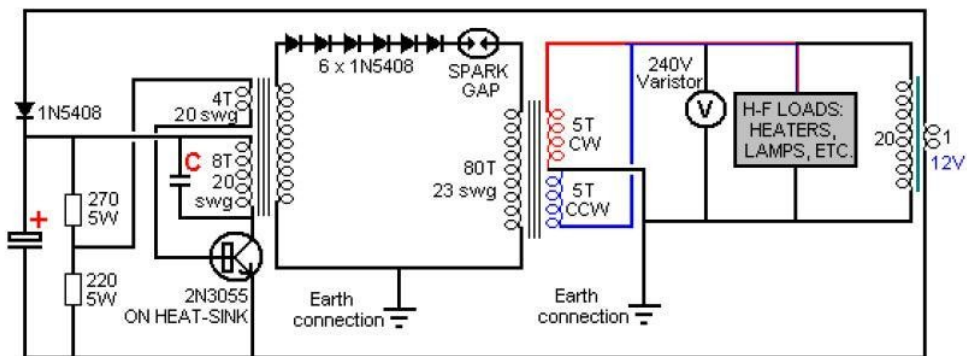 1N5408
4T
20 swg
8T
20
swg
C
270
5W
+
220
5W
2N3055
ON HEAT-SINK
6 x 1N5408
SPARK
GAP
80T
23 swg
Earth
connection
5T
CW
5T
CCW
Earth
connection
240V
Varistor
V
H-F LOADS:
HEATERS,
LAMPS, ETC.
20
1
12V